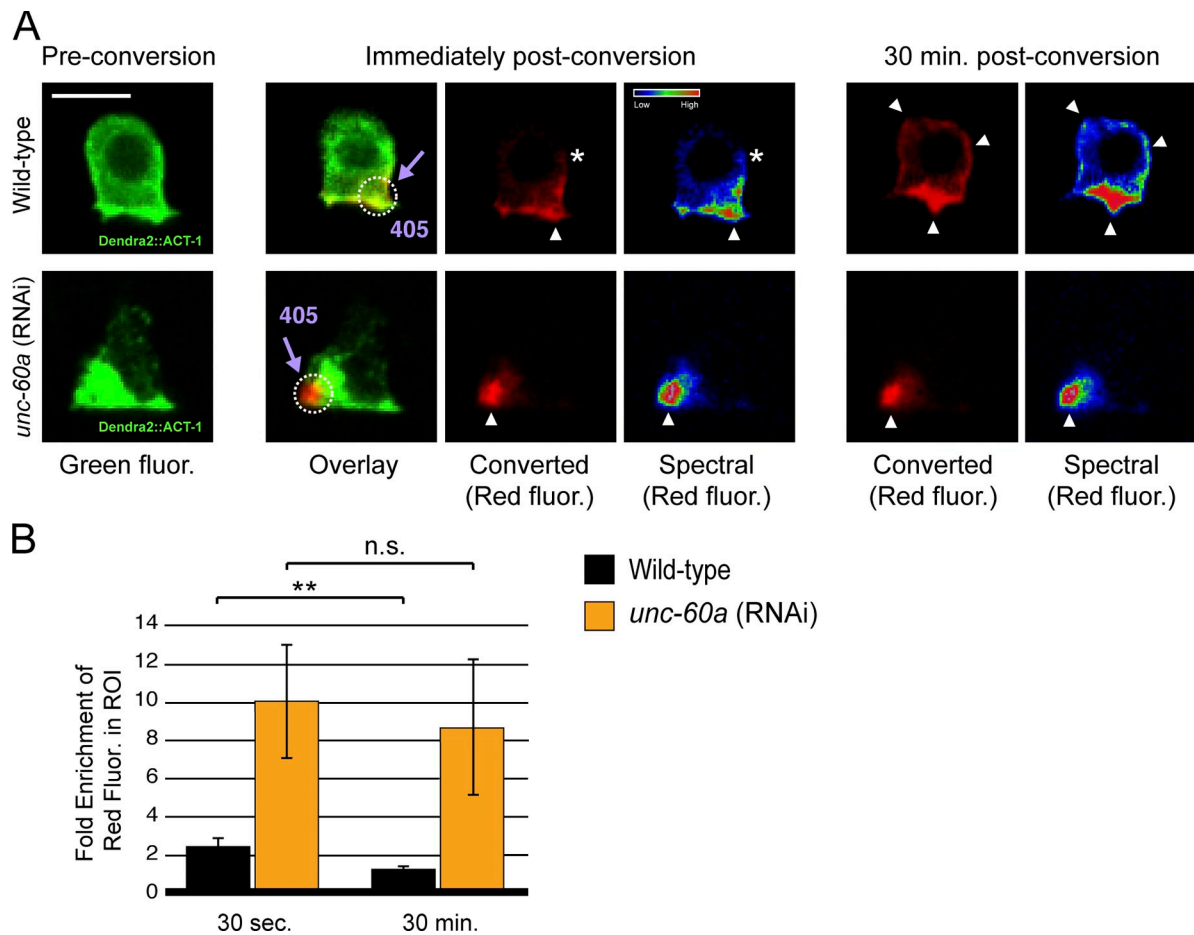 A
Pre-conversion
Immediately post-conversion
30 min. post-conversion
Wild-type
Dendra2::ACT-1
405
*
Low High
*
unc-60a (RNAi)
Dendra2::ACT-1
405
Green fluor.
Overlay
Converted
(Red fluor.)
Spectral
(Red fluor.)
Converted
(Red fluor.)
Spectral
(Red fluor.)
B
n.s.
**
Wild-type
unc-60a (RNAi)
Fold Enrichment of
Red Fluor. in ROI
14
12
10
8
6
4
2
0
30 sec.
30 min.